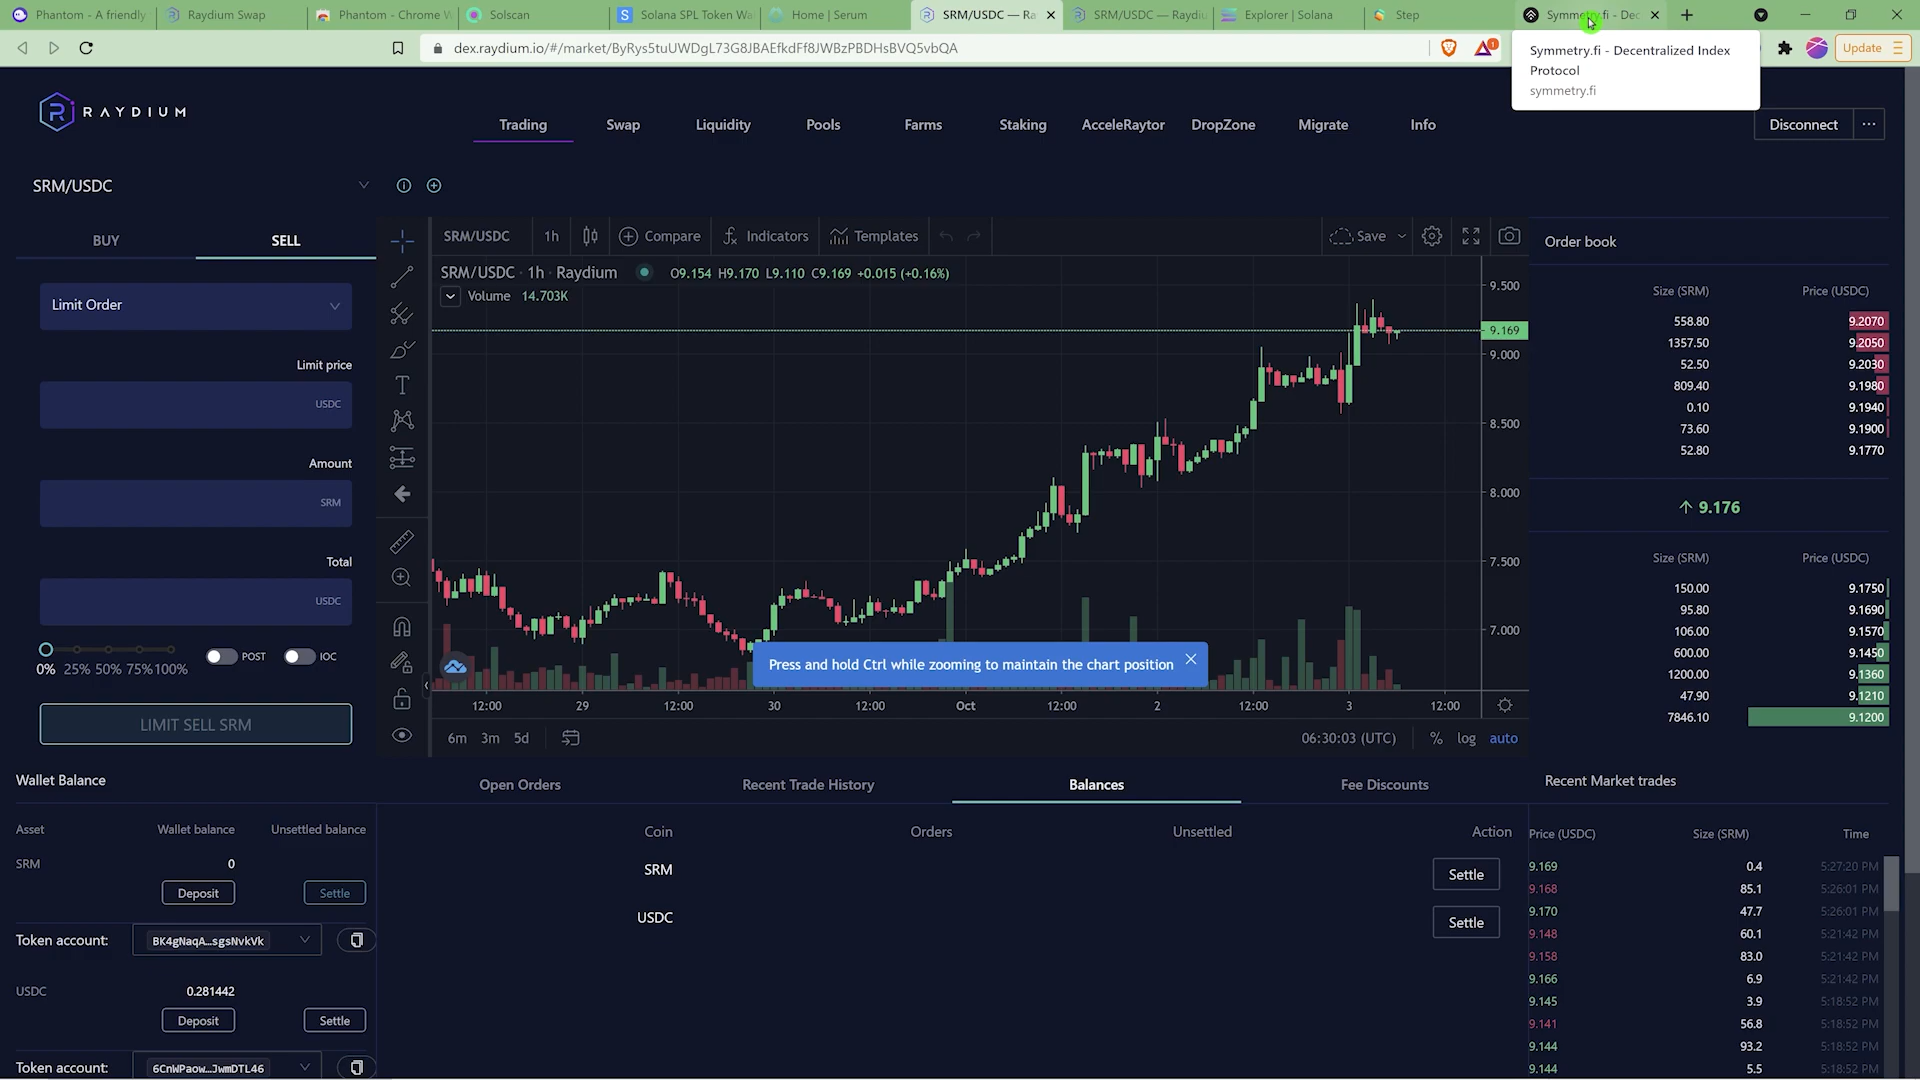 Phantom - A friendly
Raydium Swap
Phantom - Chrome W
Solscan
Solana SPL Token Wa
Home | Serum
SRM/USDC — Ra
SRM/USDC — Raydiu
Explorer | Solana
Step
Symmetry.fi - Dec
dex.raydium.io/#/market/ByRys5tuUWDgL73G8JBAEfkdFf8JWBzPBDHsBVQ5vbQA
1
Update
Symmetry.fi - Decentralized Index
Protocol
symmetry.fi
RAYDIUM
Trading
Swap
Liquidity
Pools
Farms
Staking
AcceleRaytor
DropZone
Migrate
Info
Disconnect
SRM/USDC
BUY
SELL
Limit Order
Limit price
USDC
Amount
SRM
Total
USDC
0% 25% 50% 75% 100%
POST
IOC
LIMIT SELL SRM
SRM/USDC
1h
Compare
Indicators
Templates
Save
SRM/USDC · 1h · Raydium
O9.154 H9.170 L9.110 C9.169 +0.015 (+0.16%)
Volume 14.703K
9.500
9.169
9.000
8.500
8.000
7.500
7.000
Press and hold Ctrl while zooming to maintain the chart position
12:00 29 12:00 30 12:00 Oct 12:00 2 12:00 3 12:00
6m 3m 5d
06:30:03 (UTC)
% log auto
Order book
Size (SRM) Price (USDC)
558.80 9.2070
1357.50 9.2050
52.50 9.2030
809.40 9.1980
0.10 9.1940
73.60 9.1900
52.80 9.1770
↑ 9.176
Size (SRM) Price (USDC)
150.00 9.1750
95.80 9.1690
106.00 9.1570
600.00 9.1450
1200.00 9.1360
47.90 9.1210
7846.10 9.1200
Wallet Balance
Asset Wallet balance Unsettled balance
SRM 0
Deposit Settle
Token account: BK4gNaqA...sgsNvkVk
USDC 0.281442
Deposit Settle
Token account: 6CnWPaow...JwmDTL46
Open Orders
Recent Trade History
Balances
Fee Discounts
Coin Orders Unsettled Action
SRM Settle
USDC Settle
Recent Market trades
Price (USDC) Size (SRM) Time
9.169 0.4 5:27:20 PM
9.168 85.1 5:26:01 PM
9.170 47.7 5:26:01 PM
9.148 60.1 5:21:42 PM
9.158 83.0 5:21:42 PM
9.166 6.9 5:21:42 PM
9.145 3.9 5:18:52 PM
9.141 56.8 5:18:52 PM
9.144 93.2 5:18:52 PM
9.144 5.5 5:18:52 PM